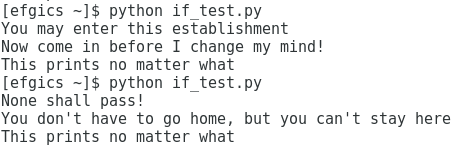 [efgics ~]$ python if_test.py
You may enter this establishment
Now come in before I change my mind!
This prints no matter what
[efgics ~]$ python if_test.py
None shall pass!
You don't have to go home, but you can't stay here
This prints no matter what